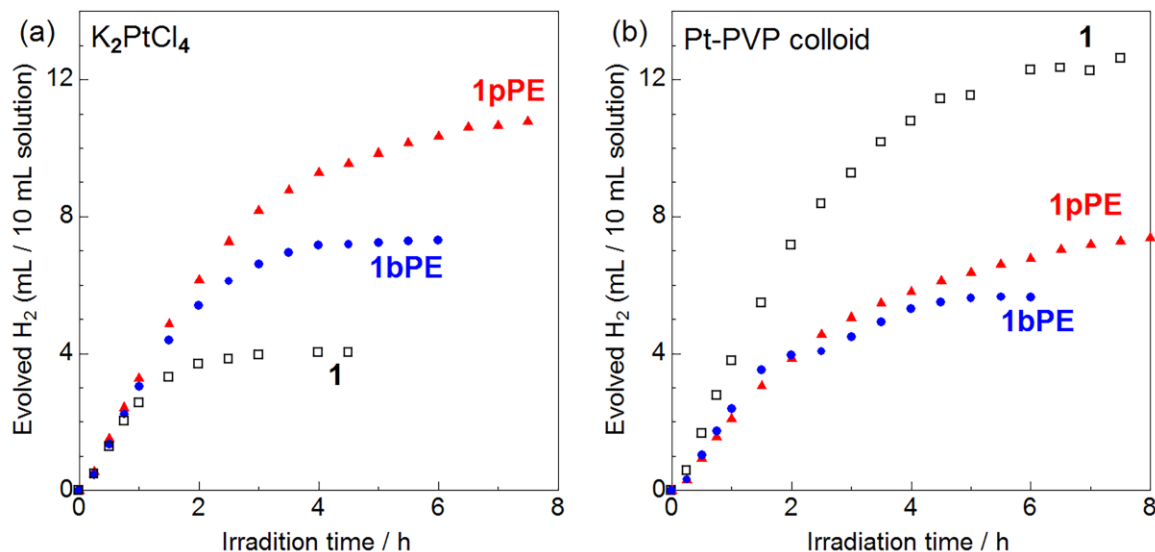 (a) K₂PtCl₄
1pPE
1bPE
1
12
8
4
0
Evolved H₂ (mL / 10 mL solution)
0 2 4 6 8
Irradition time / h
(b) Pt-PVP colloid
1
1pPE
1bPE
12
8
4
0
Evolved H₂ (mL / 10 mL solution)
0 2 4 6 8
Irradiation time / h